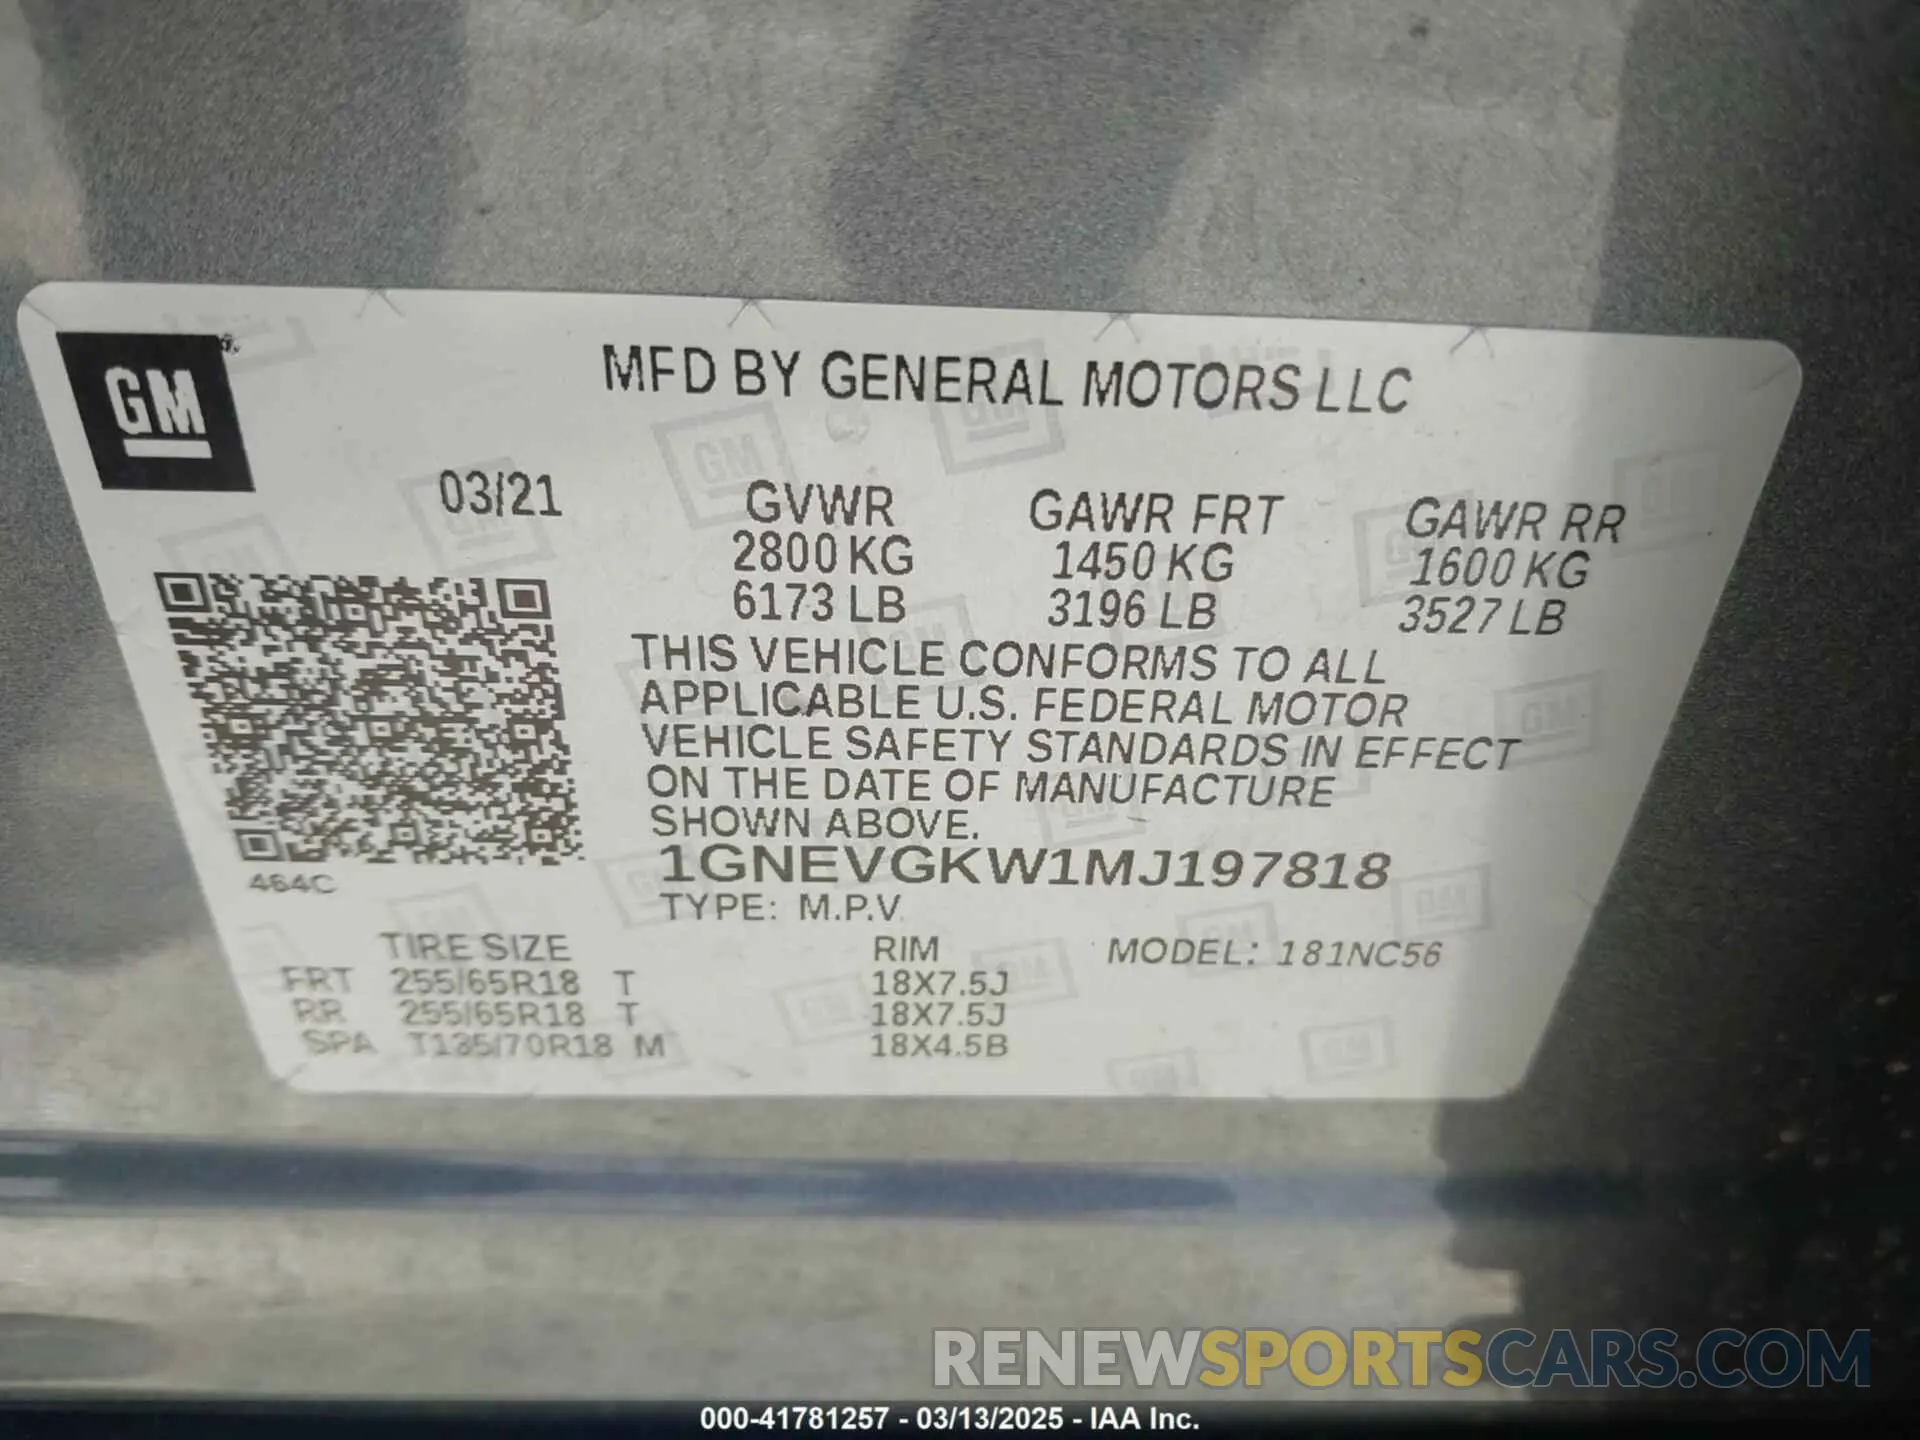 GM
MFD BY GENERAL MOTORS LLC
03/21
GVWR GAWR FRT GAWR RR
2800 KG 1450 KG 1600 KG
6173 LB 3196 LB 3527 LB
THIS VEHICLE CONFORMS TO ALL
APPLICABLE U.S. FEDERAL MOTOR
VEHICLE SAFETY STANDARDS IN EFFECT
ON THE DATE OF MANUFACTURE
SHOWN ABOVE.
1GNEVGKW1MJ197818
464C
TYPE: M.P.V
TIRE SIZE RIM MODEL: 181NC56
FRT 255/65R18 T 18X7.5J
RR 255/65R18 T 18X7.5J
SPA T135/70R18 M 18X4.5B
RENEWSPORTSCARS.COM
000-41781257 - 03/13/2025 - IAA Inc.